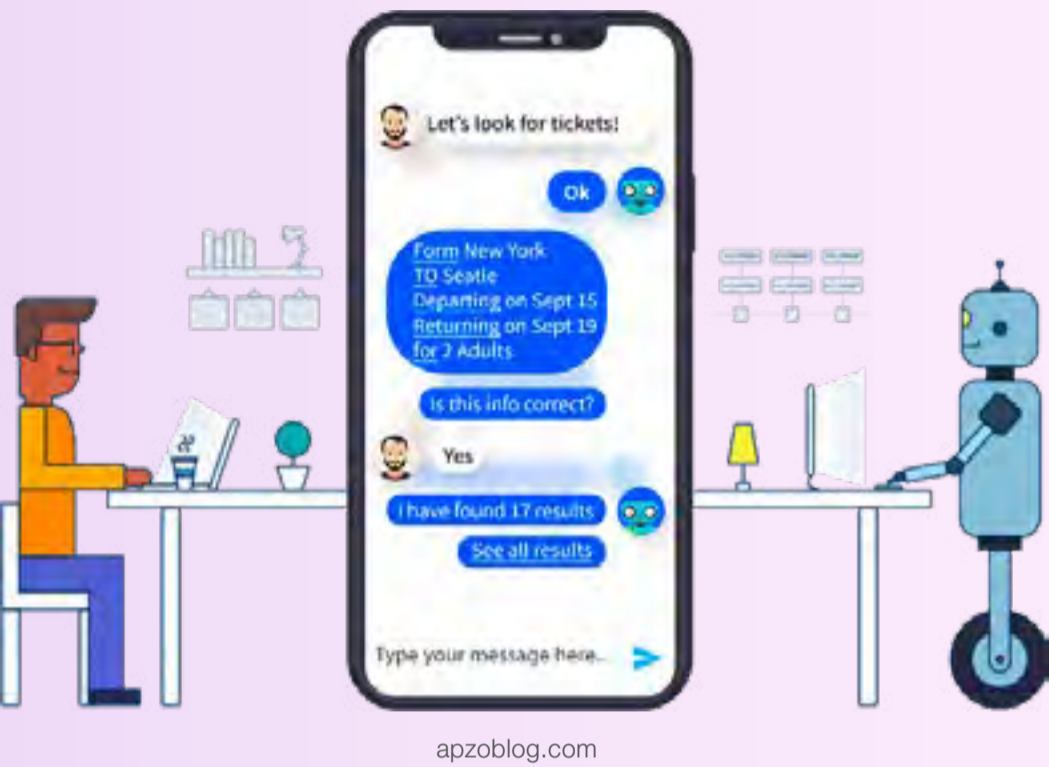 Let's look for tickets!
Ok
Form New York
TO Seatle
Departing on Sept 15
Returning on Sept 19
for 2 Adults
Is this info correct?
Yes
I have found 17 results
See all results
Type your message here..
apzoblog.com